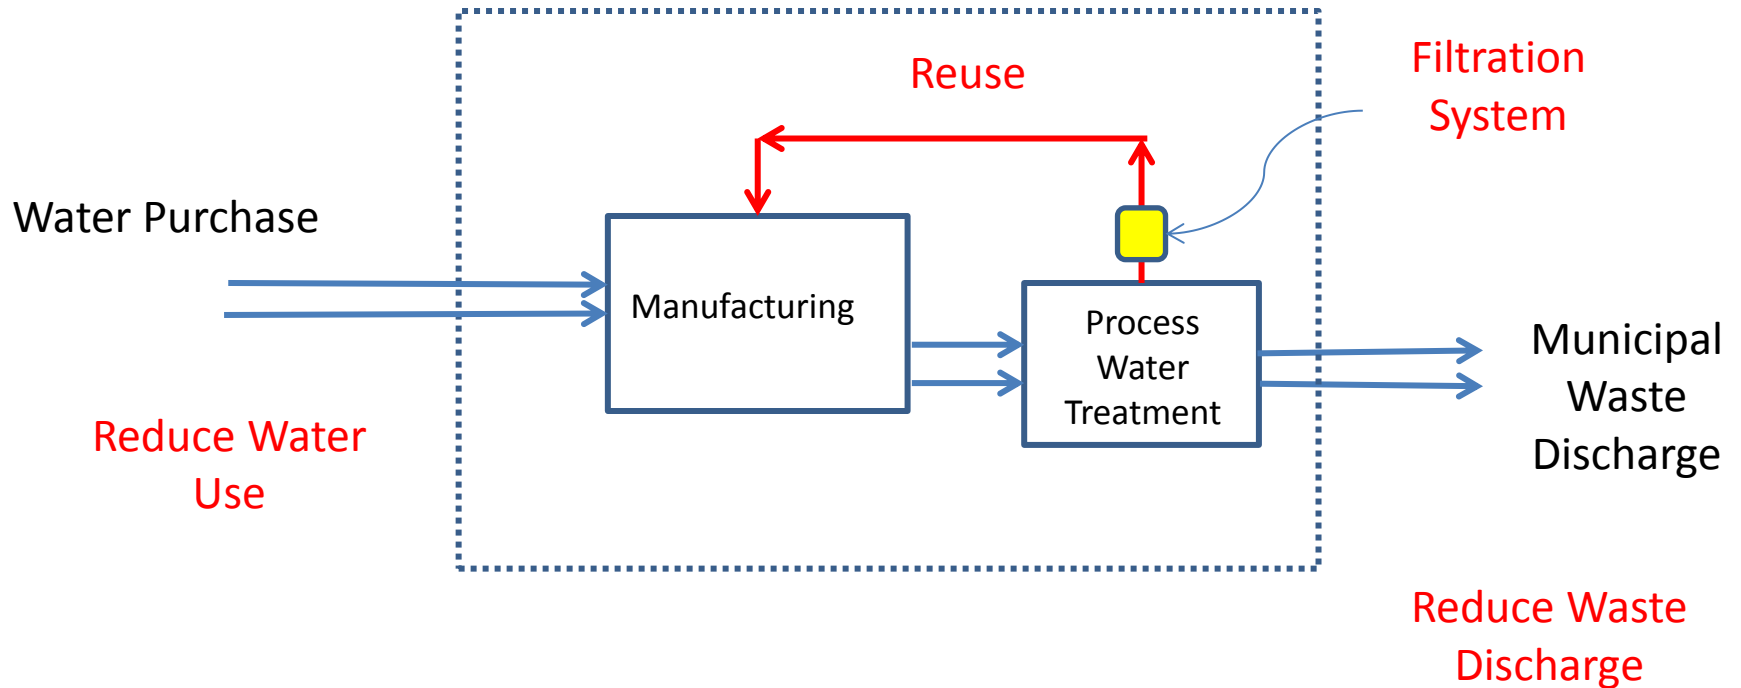 Reuse
Filtration
System
Water Purchase
Manufacturing
Process
Water
Treatment
Municipal
Waste
Discharge
Reduce Water
Use
Reduce Waste
Discharge